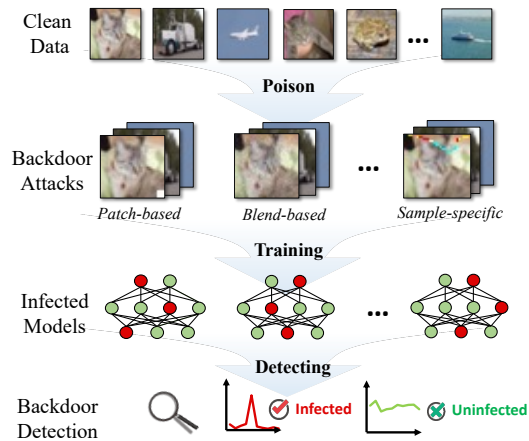 Clean
Data
...
Poison
Backdoor
Attacks
...
Patch-based
Blend-based
Sample-specific
Training
Infected
Models
...
Detecting
Infected
Uninfected
Backdoor
Detection